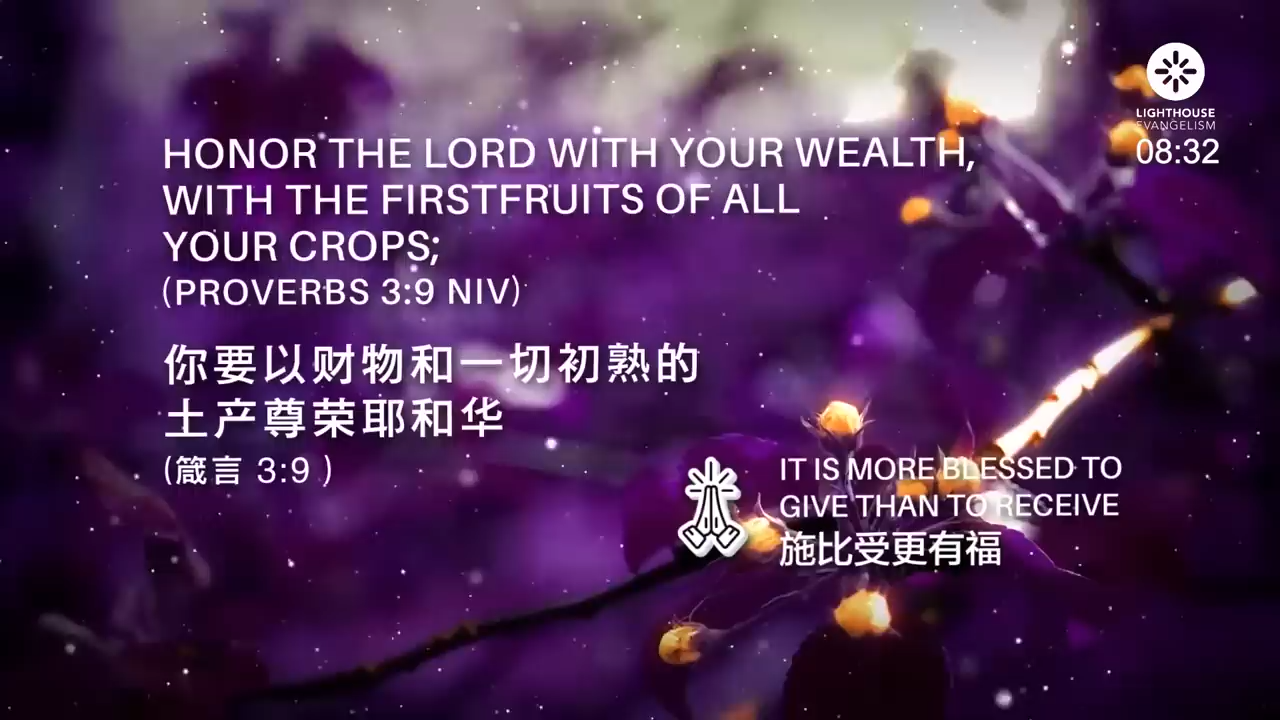 LIGHTHOUSE
EVANGELISM
08:32
HONOR THE LORD WITH YOUR WEALTH,
WITH THE FIRSTFRUITS OF ALL
YOUR CROPS;
(PROVERBS 3:9 NIV)
你要以财物和一切初熟的
土产尊荣耶和华
(箴言 3:9 )
IT IS MORE BLESSED TO
GIVE THAN TO RECEIVE
施比受更有福